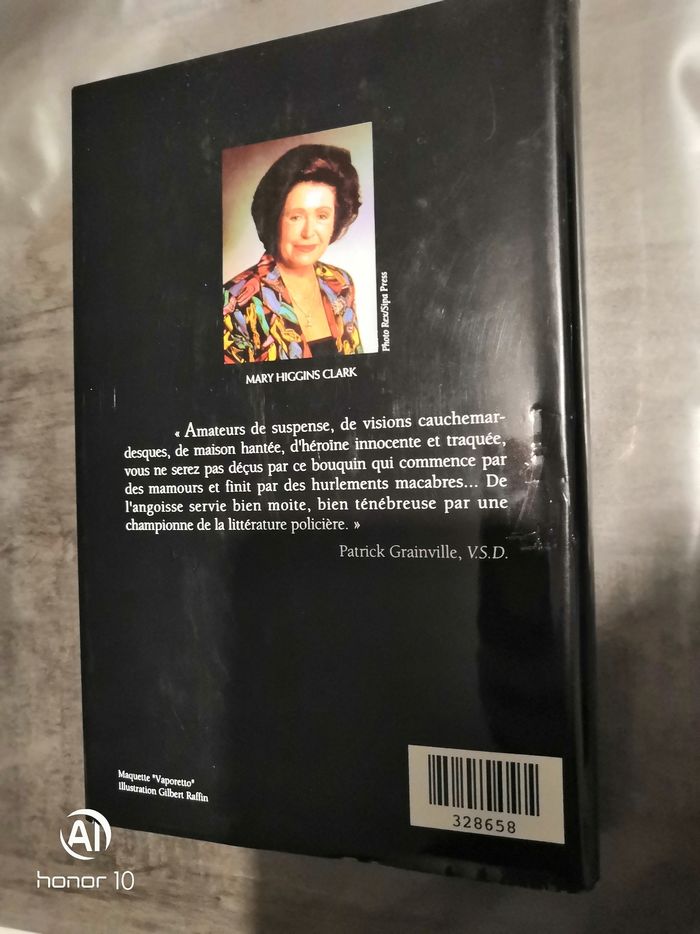 Photo Rex/Sipa Press
MARY HIGGINS CLARK
« Amateurs de suspense, de visions cauchemar-
desques, de maison hantée, d'héroïne innocente et traquée,
vous ne serez pas déçus par ce bouquin qui commence par
des mamours et finit par des hurlements macabres... De
l'angoisse servie bien moite, bien ténébreuse par une
championne de la littérature policière. »
Patrick Grainville, V.S.D.
Maquette "Vaporetto"
Illustration Gilbert Raffin
328658
AI
honor 10